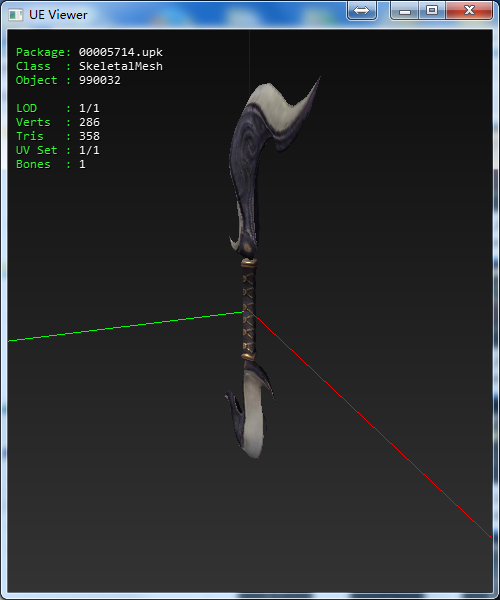 UE Viewer
Package: 00005714.upk
Class : SkeletalMesh
Object : 990032
LOD : 1/1
Verts : 286
Tris : 358
UV Set : 1/1
Bones : 1